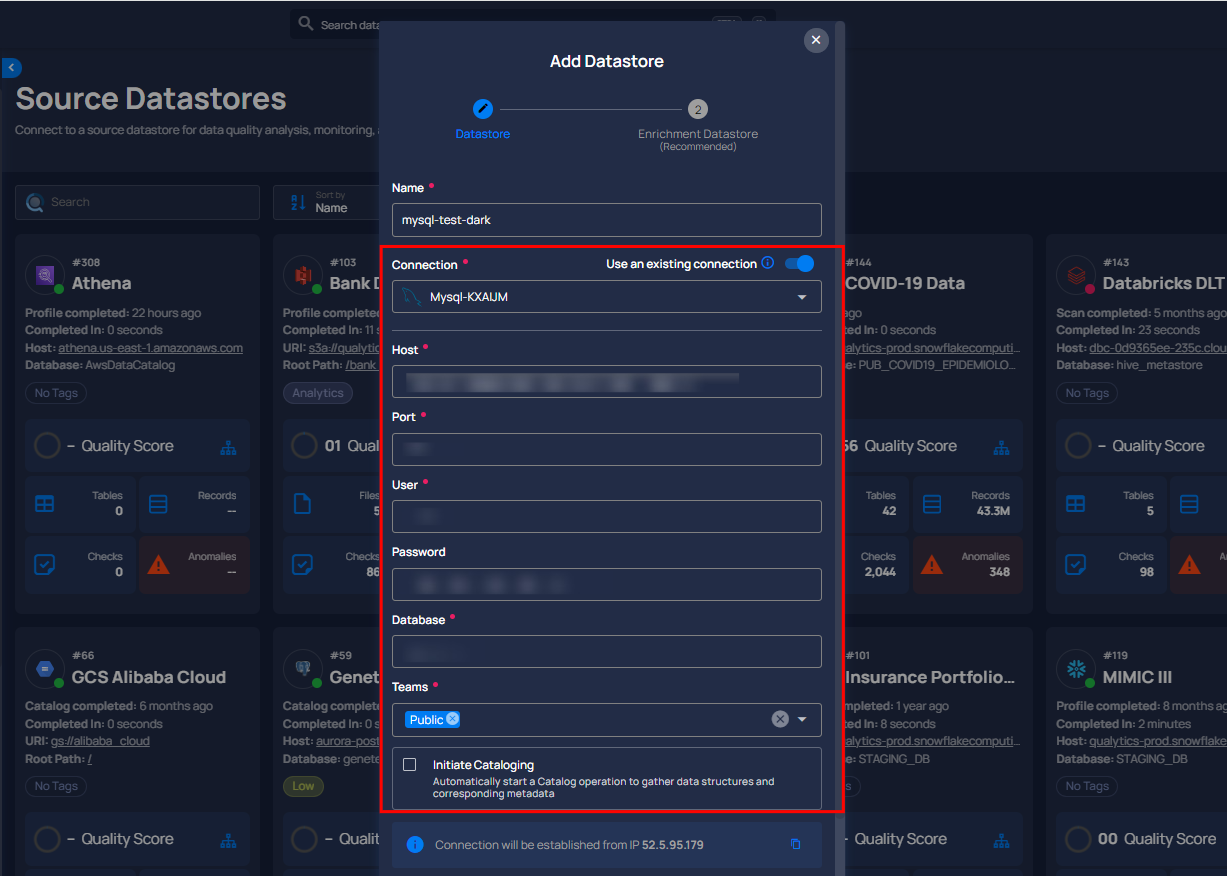 Search data
Add Datastore
2
Datastore
Enrichment Datastore
(Recommended)
Source Datastores
Connect to a source datastore for data quality analysis, monitoring,
Search
Sort by
Name
Name *
mysql-test-dark
Connection *
Use an existing connection
Mysql-KXAIJM
Host *
Port *
User *
Password
Database *
Teams *
Public
Initiate Cataloging
Automatically start a Catalog operation to gather data structures and
corresponding metadata
Connection will be established from IP 52.5.95.179
#308
Athena
Profile completed: 22 hours ago
Completed In: 0 seconds
Host: athena.us-east-1.amazonaws.com
Database: AwsDataCatalog
No Tags
– Quality Score
Tables
0
Records
––
Checks
0
Anomalies
––
#103
Bank D
Profile complete
Completed In: 11 s
URI: s3a://qualytic
Root Path: /bank_
Analytics
01 Qual
Files
5
Checks
86
#144
COVID-19 Data
ago
ed In: 0 seconds
alytics-prod.snowflakecomputi...
e: PUB_COVID19_EPIDEMIOLO...
56 Quality Score
Tables
42
Records
43.3M
Checks
2,044
Anomalies
348
#143
Databricks DLT
Scan completed: 5 months ago
Completed In: 23 seconds
Host: dbc-0d9365ee-235c.clou
Database: hive_metastore
No Tags
– Quality Score
Tables
5
Checks
98
#66
GCS Alibaba Cloud
Catalog completed: 6 months ago
Completed In: 0 seconds
URI: gs://alibaba_cloud
Root Path: /
No Tags
– Quality Score
#59
Genet
Catalog complete
Completed In: 0 s
Host: aurora-post
Database: genete
Low
– Qualit
#101
Insurance Portfolio...
mpleted: 1 year ago
ed In: 8 seconds
alytics-prod.snowflakecomputi...
e: STAGING_DB
s
- Quality Score
#119
MIMIC III
Profile completed: 8 months ago
Completed In: 2 minutes
Host: qualytics-prod.snowflake
Database: STAGING_DB
No Tags
00 Quality Score